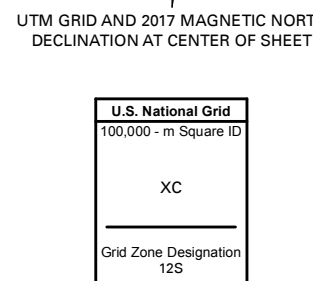 UTM GRID AND 2017 MAGNETIC NORT
DECLINATION AT CENTER OF SHEET
U.S. National Grid
100,000 - m Square ID
XC
Grid Zone Designation
12S